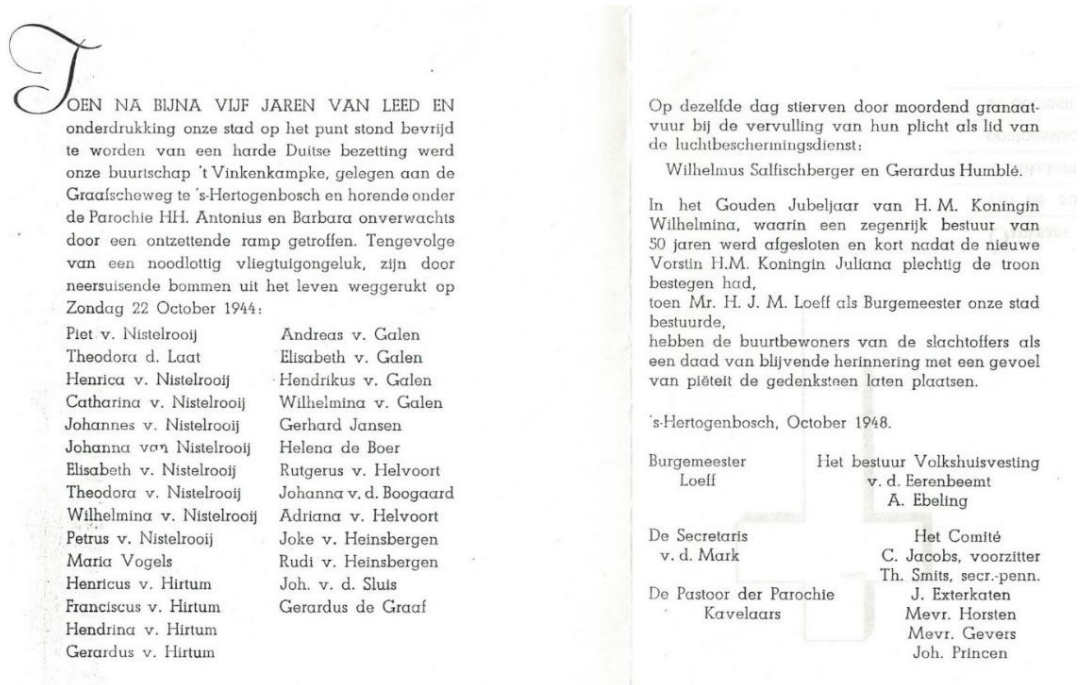 TOEN NA BIJNA VIJF JAREN VAN LEED EN
onderdrukking onze stad op het punt stond bevrijd
te worden van een harde Duitse bezetting werd
onze buurtschap 't Vinkenkampke, gelegen aan de
Graafscheweg te 's-Hertogenbosch en horende onder
de Parochie HH. Antonius en Barbara onverwachts
door een ontzettende ramp getroffen. Tengevolge
van een noodlottig vliegtuigongeluk, zijn door
neersuisende bommen uit het leven weggerukt op
Zondag 22 October 1944:
Piet v. Nistelrooij
Theodora d. Laat
Henrica v. Nistelrooij
Catharina v. Nistelrooij
Johannes v. Nistelrooij
Johanna von Nistelrooij
Elisabeth v. Nistelrooij
Theodora v. Nistelrooij
Wilhelmina v. Nistelrooij
Petrus v. Nistelrooij
Maria Vogels
Henricus v. Hirtum
Franciscus v. Hirtum
Hendrina v. Hirtum
Gerardus v. Hirtum
Andreas v. Galen
Elisabeth v. Galen
Hendrikus v. Galen
Wilhelmina v. Galen
Gerhard Jansen
Helena de Boer
Rutgerus v. Helvoort
Johanna v. d. Boogaard
Adriana v. Helvoort
Joke v. Heinsbergen
Rudi v. Heinsbergen
Joh. v. d. Sluis
Gerardus de Graaf
Op dezelfde dag stierven door moordend granaat-
vuur bij de vervulling van hun plicht als lid van
de luchtbeschermingsdienst:
Wilhelmus Salfischberger en Gerardus Humblé.
In het Gouden Jubeljaar van H. M. Koningin
Wilhelmina, waarin een zegenrijk bestuur van
50 jaren werd afgesloten en kort nadat de nieuwe
Vorstin H.M. Koningin Juliana plechtig de troon
bestegen had,
toen Mr. H. J. M. Loeff als Burgemeester onze stad
bestuurde,
hebben de buurtbewoners van de slachtoffers als
een daad van blijvende herinnering met een gevoel
van piëteit de gedenksteen laten plaatsen.
's-Hertogenbosch, October 1948.
Burgemeester
Loeff
Het bestuur Volkshuisvesting
v. d. Eerenbeemt
A. Ebeling
De Secretaris
v. d. Mark
De Pastoor der Parochie
Kavelaars
Het Comité
C. Jacobs, voorzitter
Th. Smits, secr.-penn.
J. Exterkaten
Mevr. Horsten
Mevr. Gevers
Joh. Princen